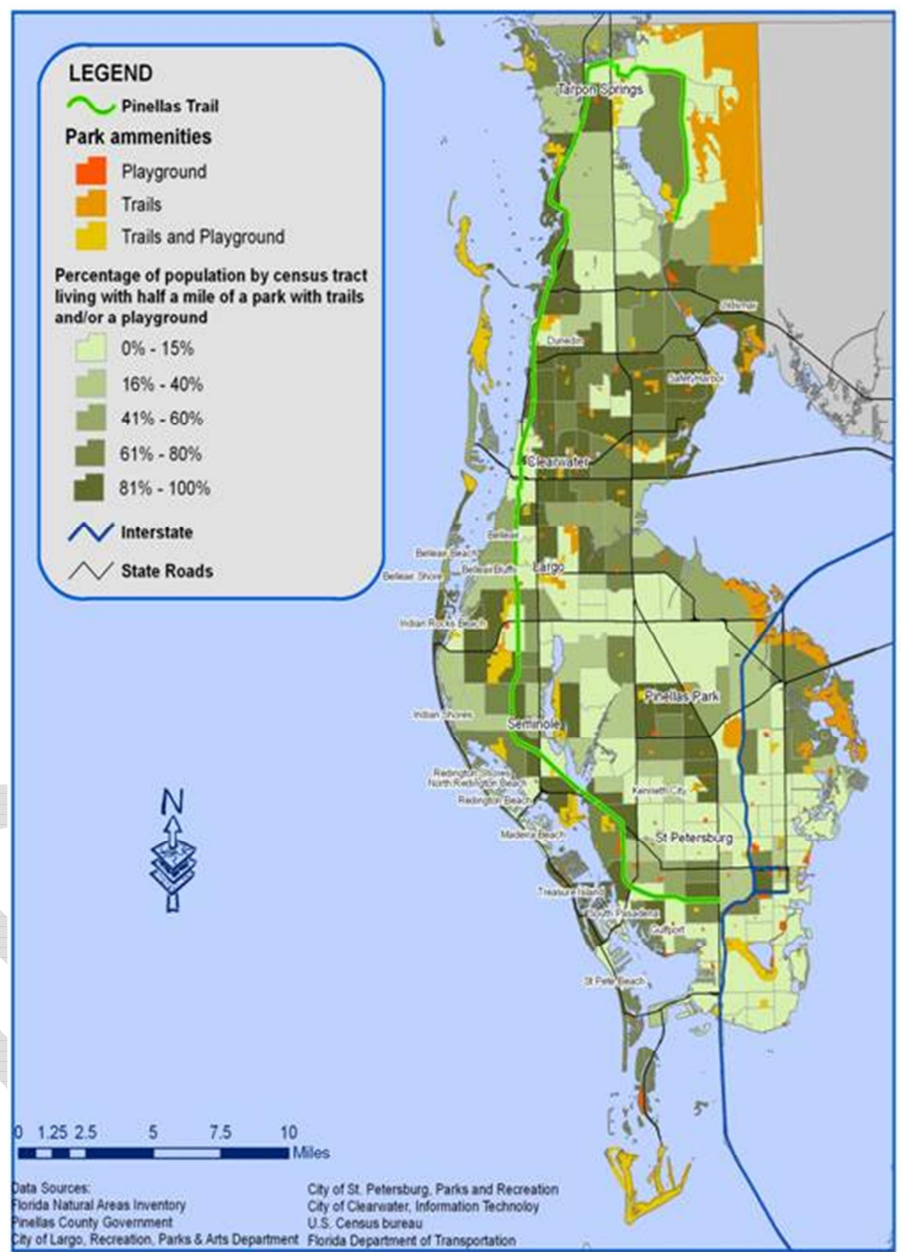 LEGEND
Pinellas Trail
Park ammenities
Playground
Trails
Trails and Playground
Percentage of population by census tract
living with half a mile of a park with trails
and/or a playground
0% - 15%
16% - 40%
41% - 60%
61% - 80%
81% - 100%
Interstate
State Roads
Tarpon Springs
Oldsmar
Dunedin
Safety Harbor
Clearwater
Belleair
Belleair Beach
Largo
Belleair Bluffs
Belleair Shore
Indian Rocks Beach
Pinellas Park
Indian Shores
Seminole
Redington Shores
North Redington Beach
Kenneth City
Redington Beach
Madeira Beach
St Petersburg
Treasure Island
South Pasadena
Gulfport
St Pete Beach
N
0 1.25 2.5 5 7.5 10
Miles
Data Sources:
Florida Natural Areas Inventory
Pinellas County Government
City of Largo, Recreation, Parks & Arts Department
City of St. Petersburg, Parks and Recreation
City of Clearwater, Information Technoloy
U.S. Census bureau
Florida Department of Transportation